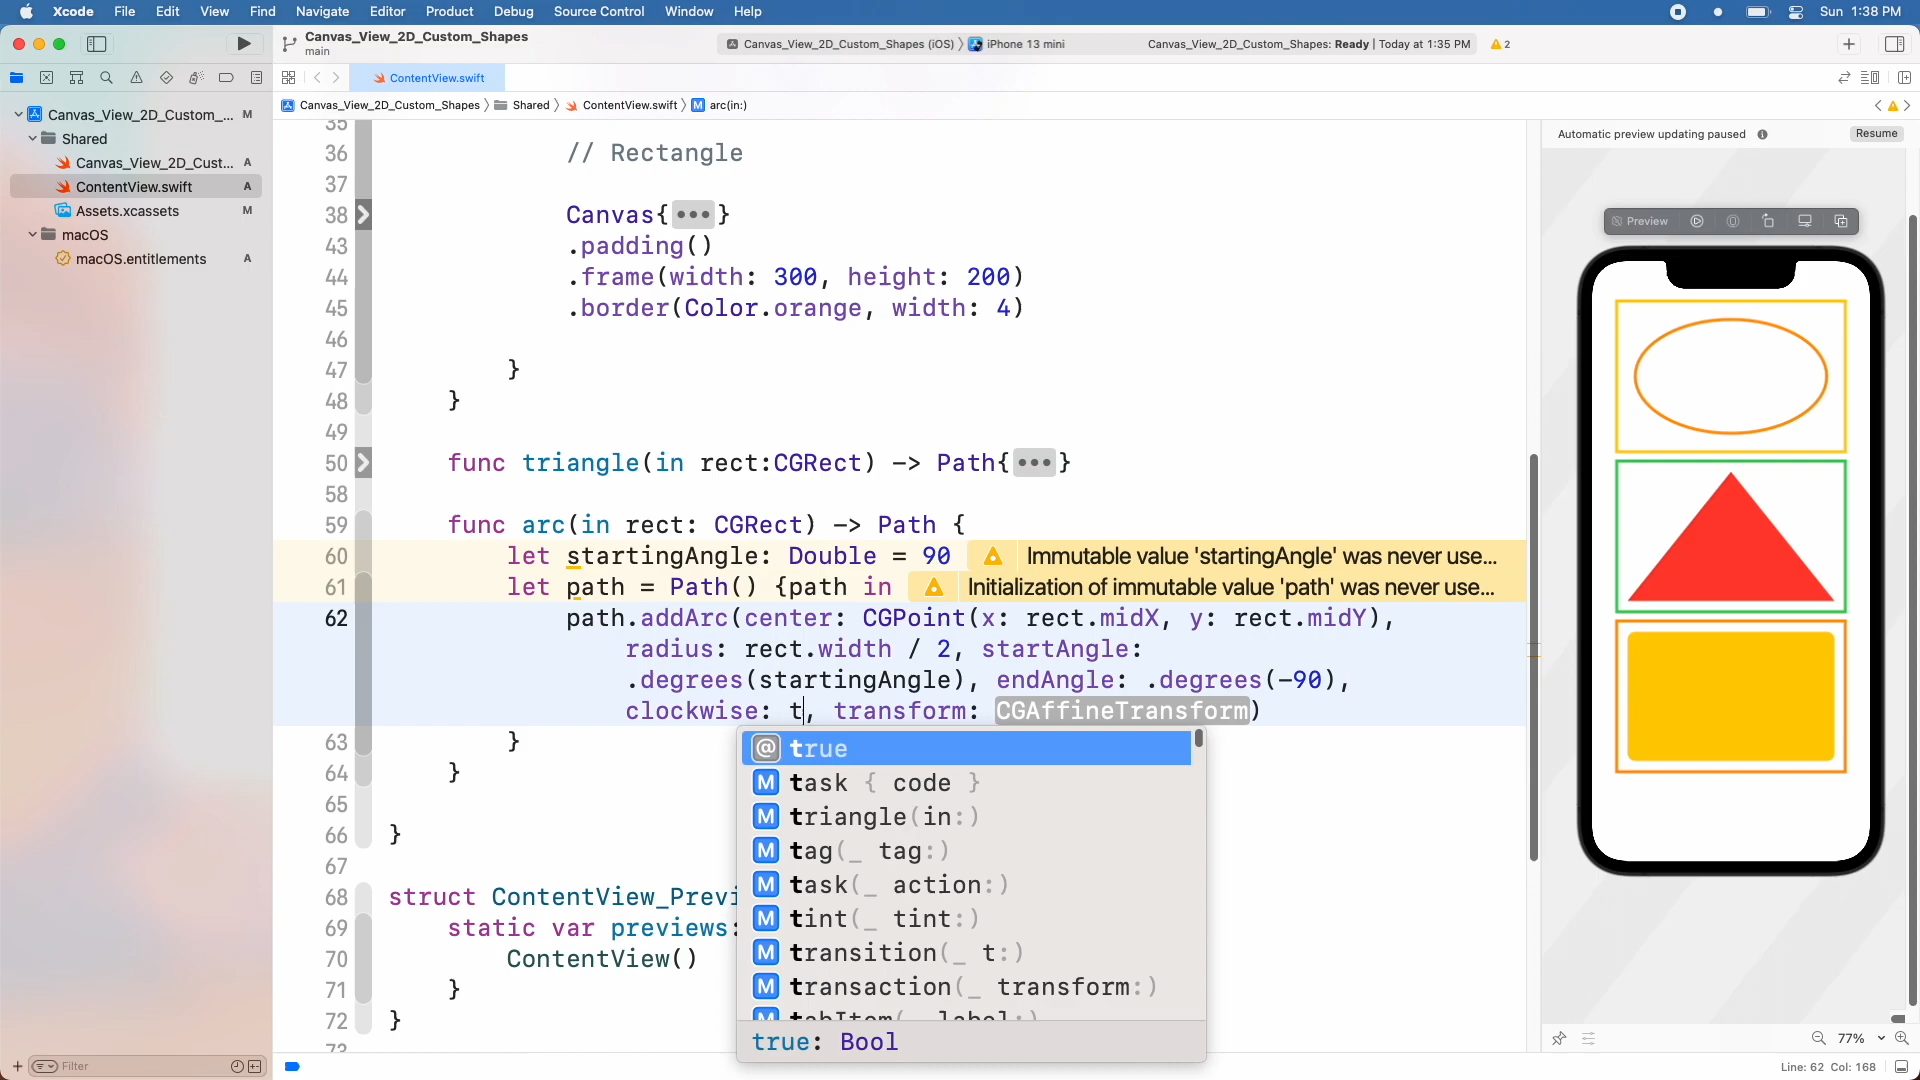 Xcode File Edit View Find Navigate Editor Product Debug Source Control Window Help Sun 1:38 PM
Canvas_View_2D_Custom_Shapes
main
Canvas_View_2D_Custom_Shapes (iOS) iPhone 13 mini
Canvas_View_2D_Custom_Shapes: Ready | Today at 1:35 PM 2
ContentView.swift
Canvas_View_2D_Custom_Shapes Shared ContentView.swift M arc(in:)
Canvas_View_2D_Custom_... M
Shared
Canvas_View_2D_Cust... A
ContentView.swift A
Assets.xcassets M
macOS
macOS.entitlements A
Filter
35
36 // Rectangle
37
38 Canvas{•••}
43 .padding()
44 .frame(width: 300, height: 200)
45 .border(Color.orange, width: 4)
46
47 }
48 }
49
50 func triangle(in rect:CGRect) -> Path{•••}
58
59 func arc(in rect: CGRect) -> Path {
60 let startingAngle: Double = 90 Immutable value 'startingAngle' was never use...
61 let path = Path() {path in Initialization of immutable value 'path' was never use...
62 path.addArc(center: CGPoint(x: rect.midX, y: rect.midY),
radius: rect.width / 2, startAngle:
.degrees(startingAngle), endAngle: .degrees(-90),
clockwise: t, transform: CGAffineTransform)
63 }
64 }
65
66 }
67
68 struct ContentView_Previ
69 static var previews:
70 ContentView()
71 }
72 }
@ true
M task { code }
M triangle(in:)
M tag(_ tag:)
M task(_ action:)
M tint(_ tint:)
M transition(_ t:)
M transaction(_ transform:)
M tabItem(_ label:)
true: Bool
Automatic preview updating paused Resume
Preview
77%
Line: 62 Col: 168